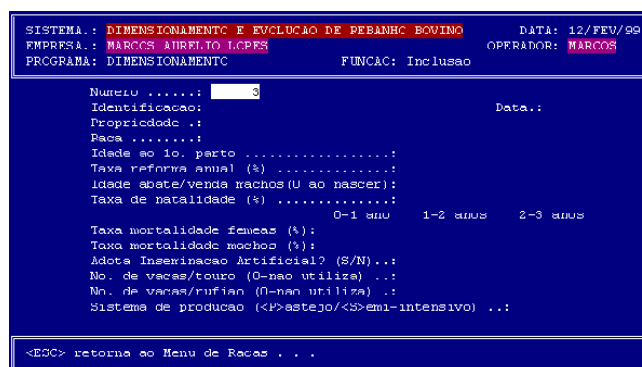 SISTEMA.: DIMENSIONAMENTO E EVOLUCAO DE REBANHO BOVINO DATA: 12/FEV/99
EMPRESA.: MARCOS AURELIO LOPES OPERADOR: MARCOS
PROGRAMA: DIMENSIONAMENTO FUNCAO: Inclusao
Numero ......: 3
Identificacao: Data.:
Propriedade .:
Raca ........:
Idade ao 1o. parto ..................:
Taxa reforma anual (%) ..............:
Idade abate/venda machos(0 ao nascer):
Taxa de natalidade (%) ..............:
0-1 ano 1-2 anos 2-3 anos
Taxa mortalidade femeas (%):
Taxa mortalidade machos (%):
Adota Inseminacao Artificial? (S/N)..:
No. de vacas/touro (0-nao utiliza) ..:
No. de vacas/rufiao (0-nao utiliza) .:
Sistema de producao (<P>astejo/<S>emi-intensivo) ..:
<ESC> retorna ao Menu de Racas . . .